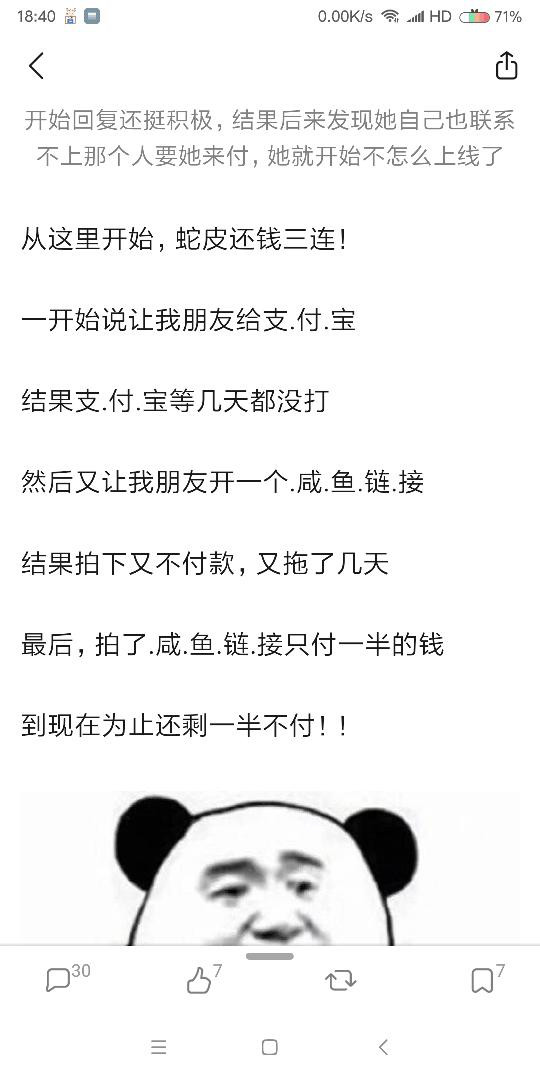 18:40
0.00K/s
HD
71%
开始回复还挺积极，结果后来发现她自己也联系
不上那个人要她来付，她就开始不怎么上线了
从这里开始，蛇皮还钱三连！
一开始说让我朋友给支.付.宝
结果支.付.宝等几天都没打
然后又让我朋友开一个.咸.鱼.链.接
结果拍下又不付款，又拖了几天
最后，拍了.咸.鱼.链.接只付一半的钱
到现在为止还剩一半不付！！
30
7
7